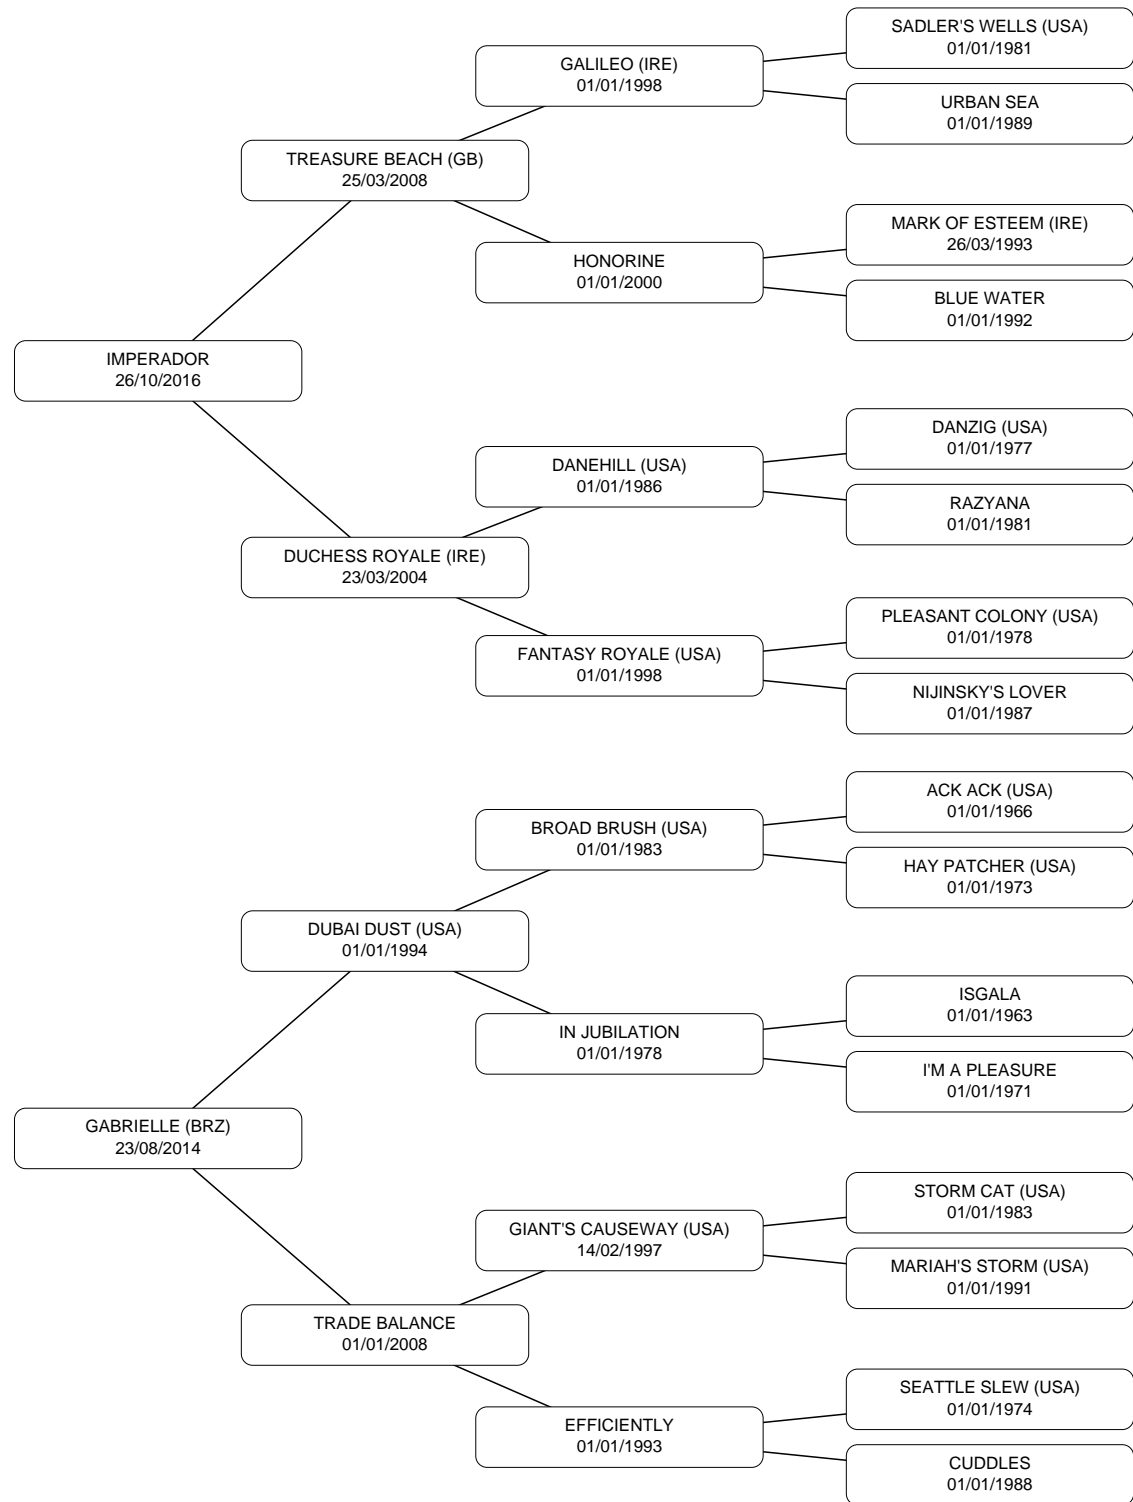 SADLER'S WELLS (USA)
01/01/1981
GALILEO (IRE)
01/01/1998
URBAN SEA
01/01/1989
TREASURE BEACH (GB)
25/03/2008
MARK OF ESTEEM (IRE)
26/03/1993
HONORINE
01/01/2000
BLUE WATER
01/01/1992
IMPERADOR
26/10/2016
DANZIG (USA)
01/01/1977
DANEHILL (USA)
01/01/1986
RAZYANA
01/01/1981
DUCHESS ROYALE (IRE)
23/03/2004
PLEASANT COLONY (USA)
01/01/1978
FANTASY ROYALE (USA)
01/01/1998
NIJINSKY'S LOVER
01/01/1987
ACK ACK (USA)
01/01/1966
BROAD BRUSH (USA)
01/01/1983
HAY PATCHER (USA)
01/01/1973
DUBAI DUST (USA)
01/01/1994
ISGALA
01/01/1963
IN JUBILATION
01/01/1978
I'M A PLEASURE
01/01/1971
GABRIELLE (BRZ)
23/08/2014
STORM CAT (USA)
01/01/1983
GIANT'S CAUSEWAY (USA)
14/02/1997
MARIAH'S STORM (USA)
01/01/1991
TRADE BALANCE
01/01/2008
SEATTLE SLEW (USA)
01/01/1974
EFFICIENTLY
01/01/1993
CUDDLES
01/01/1988